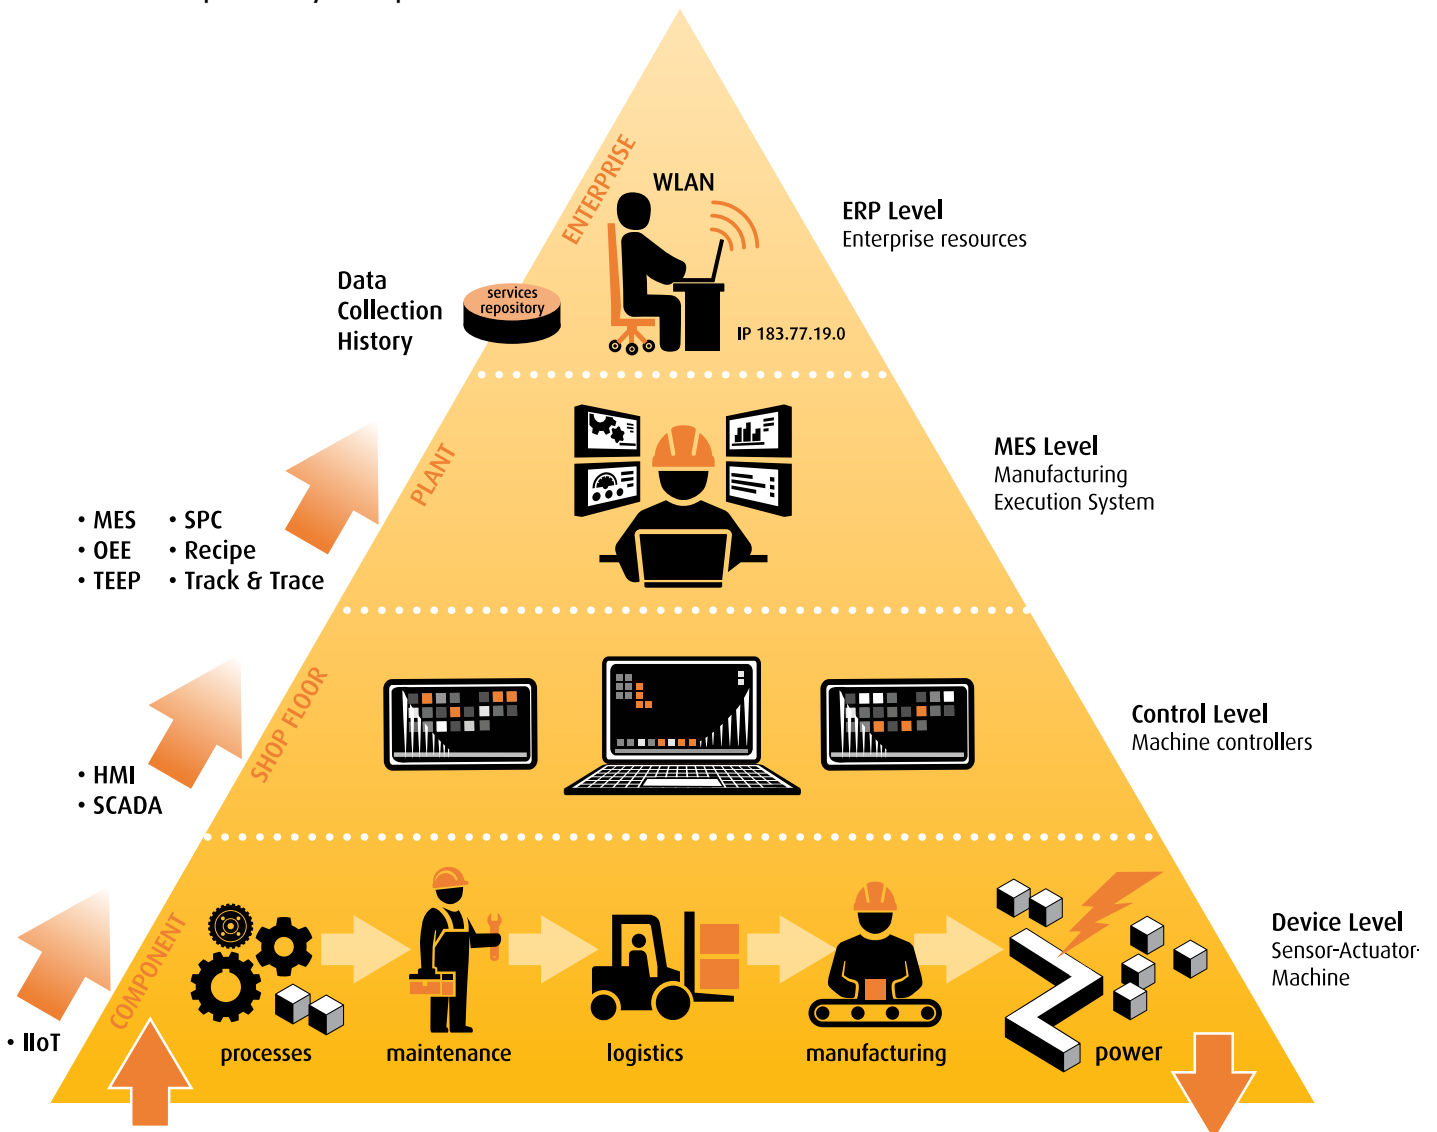 ENTERPRISE
WLAN
ERP Level
Enterprise resources
Data
Collection
History
services
repository
IP 183.77.19.0
PLANT
MES Level
Manufacturing
Execution System
• MES • SPC
• OEE • Recipe
• TEEP • Track & Trace
SHOP FLOOR
Control Level
Machine controllers
• HMI
• SCADA
COMPONENT
Device Level
Sensor-Actuator-
Machine
• IIoT
processes
maintenance
logistics
manufacturing
power